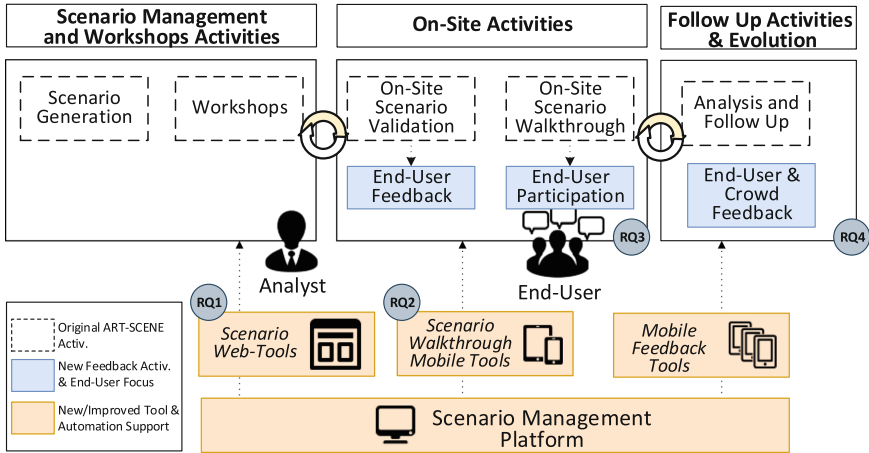 Scenario Management
and Workshops Activities
On-Site Activities
Follow Up Activities
& Evolution
Scenario
Generation
Workshops
On-Site
Scenario
Validation
On-Site
Scenario
Walkthrough
Analysis and
Follow Up
End-User
Feedback
End-User
Participation
End-User &
Crowd
Feedback
RQ3
RQ4
Analyst
End-User
RQ1
RQ2
Scenario
Web-Tools
Scenario
Walkthrough
Mobile Tools
Mobile
Feedback
Tools
Original ART-SCENE
Activ.
New Feedback Activ.
& End-User Focus
New/Improved Tool &
Automation Support
Scenario Management
Platform